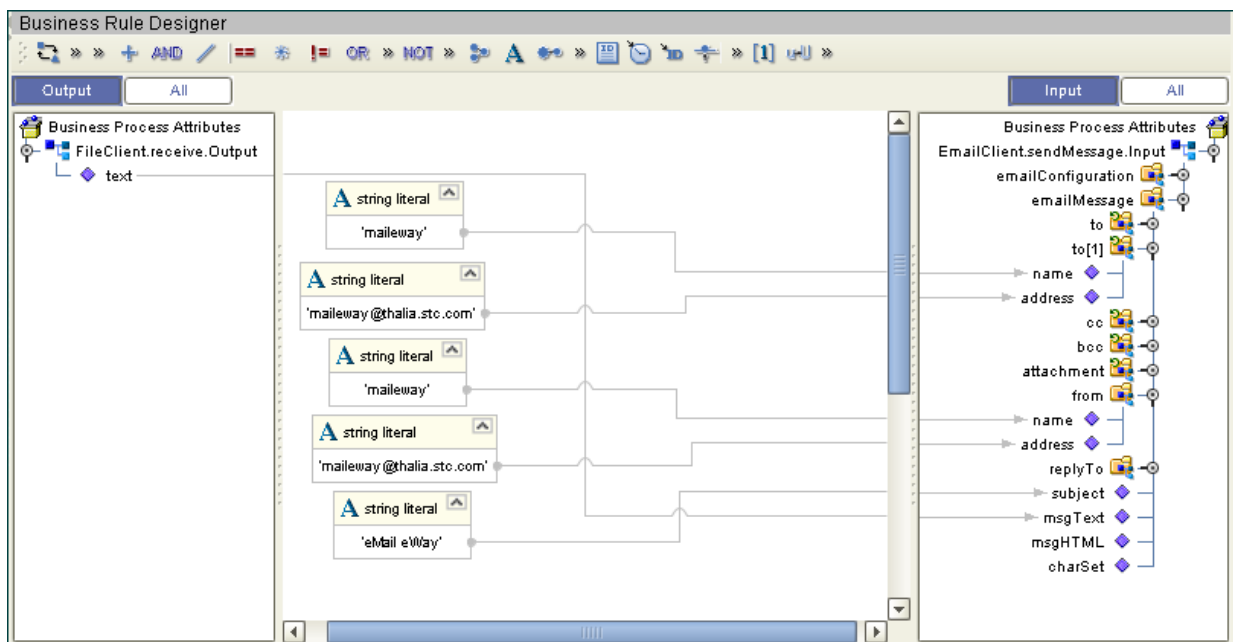 Business Rule Designer
» » AND == != OR » NOT » A » ID ID » [1] »
Output All Input All
Business Process Attributes
FileClient.receive.Output
text
A string literal
'maileway'
A string literal
'maileway@thalia.stc.com'
A string literal
'maileway'
A string literal
'maileway@thalia.stc.com'
A string literal
'eMail eWay'
Business Process Attributes
EmailClient.sendMessage.Input
emailConfiguration
emailMessage
to
to[1]
name
address
cc
bcc
attachment
from
name
address
replyTo
subject
msgText
msgHTML
charSet